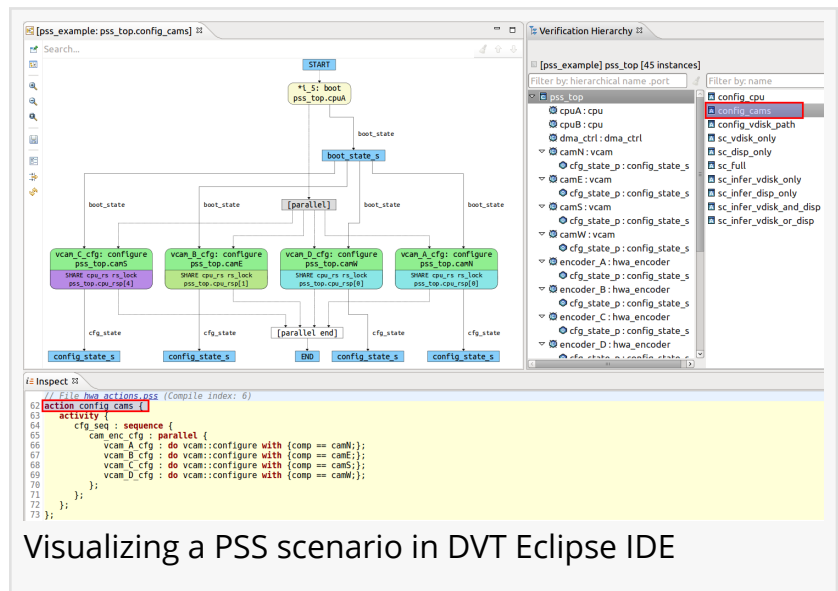 [pss_example: pss_top.config_cams]
Search...
START
*i_5: boot
pss_top.cpuA
boot_state
boot_state_s
boot_state
boot_state
[parallel]
boot_state
boot_state
vcam_C_cfg: configure
pss_top.camS
SHARE cpu_rs rs_lock
pss_top.cpu_rsp[4]
vcam_B_cfg: configure
pss_top.camE
SHARE cpu_rs rs_lock
pss_top.cpu_rsp[1]
vcam_D_cfg: configure
pss_top.camW
SHARE cpu_rs rs_lock
pss_top.cpu_rsp[0]
vcam_A_cfg: configure
pss_top.camN
SHARE cpu_rs rs_lock
pss_top.cpu_rsp[0]
cfg_state
cfg_state
[parallel end]
cfg_state
cfg_state
config_state_s
config_state_s
END
config_state_s
config_state_s
Verification Hierarchy
[pss_example] pss_top [45 instances]
Filter by: hierarchical name .port
pss_top
cpuA : cpu
cpuB : cpu
dma_ctrl : dma_ctrl
camN : vcam
cfg_state_p : config_state_s
camE : vcam
cfg_state_p : config_state_s
camS : vcam
cfg_state_p : config_state_s
camW : vcam
cfg_state_p : config_state_s
encoder_A : hwa_encoder
cfg_state_p : config_state_s
encoder_B : hwa_encoder
cfg_state_p : config_state_s
encoder_C : hwa_encoder
cfg_state_p : config_state_s
encoder_D : hwa_encoder
cfg_state_p : config_state_s
Filter by: name
config_cpu
config_cams
config_vdisk_path
sc_vdisk_only
sc_disp_only
sc_full
sc_infer_vdisk_only
sc_infer_disp_only
sc_infer_vdisk_and_disp
sc_infer_vdisk_or_disp
Inspect
// File hwa_actions.pss (Compile index: 6)
62 action config_cams {
63 activity {
64 cfg_seq : sequence {
65 cam_enc_cfg : parallel {
66 vcam_A_cfg : do vcam::configure with {comp == camN;};
67 vcam_B_cfg : do vcam::configure with {comp == camE;};
68 vcam_C_cfg : do vcam::configure with {comp == camS;};
69 vcam_D_cfg : do vcam::configure with {comp == camW;};
70 };
71 };
72 };
73 };
Visualizing a PSS scenario in DVT Eclipse IDE